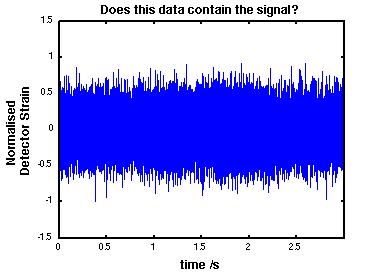 Does this data contain the signal?
1.5
1
0.5
0
-0.5
-1
-1.5
Normalised
Detector Strain
0 0.5 1 1.5 2 2.5
time /s